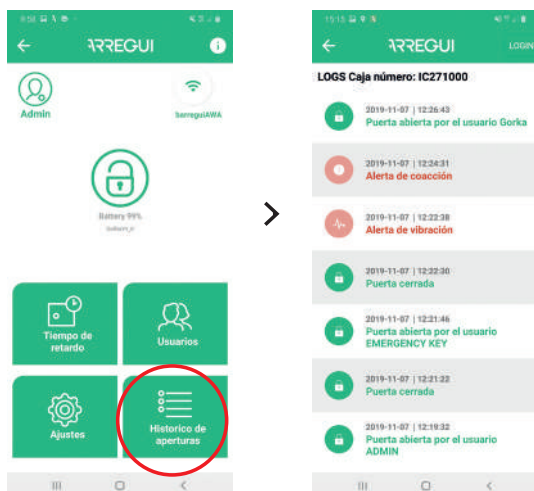 ARREGUI
Admin
barreguiAWA
Battery 99%
Tiempo de
retardo
Usuarios
Ajustes
Historico de
aperturas
15:15
ARREGUI
LOGIN
LOGS Caja número: IC271000
2019-11-07 | 12:26:43
Puerta abierta por el usuario Gorka
2019-11-07 | 12:24:31
Alerta de coacción
2019-11-07 | 12:22:38
Alerta de vibración
2019-11-07 | 12:22:30
Puerta cerrada
2019-11-07 | 12:21:46
Puerta abierta por el usuario
EMERGENCY KEY
2019-11-07 | 12:21:22
Puerta cerrada
2019-11-07 | 12:19:32
Puerta abierta por el usuario
ADMIN